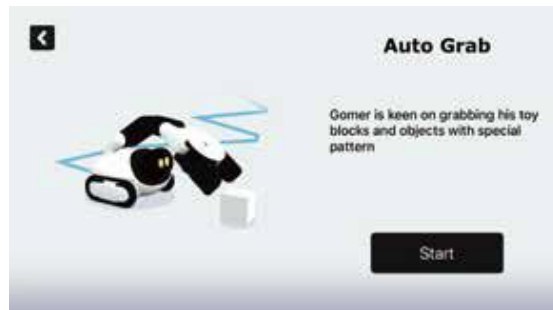 Auto Grab
Gomer is keen on grabbing his toy
blocks and objects with special
pattern
Start